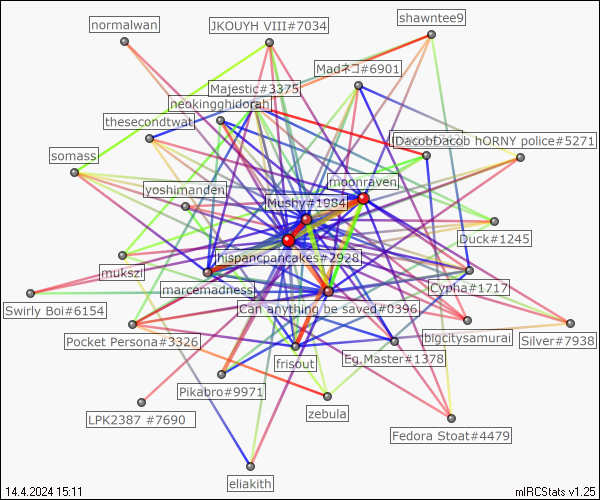 shawntee9
normalwan
JKOUYH VIII#7034
Madネコ#6901
Majestic#3375
neokingghidorah
thesecondtwat
DacobDacob hORNY police#5271
somass
moonraven
yoshimanden
Mushy#1984
Duck#1245
hispancpancakes#2928
mukszi
marcemadness
Cypha#1717
Swirly Boi#6154
Can anything be saved#0396
Pocket Persona#3326
bigcitysamurai
Silver#7938
Eg.Master#1378
frisout
Pikabro#9971
LPK2387 #7690
zebula
Fedora Stoat#4479
eliakith
14.4.2024 15:11
mIRCStats v1.25